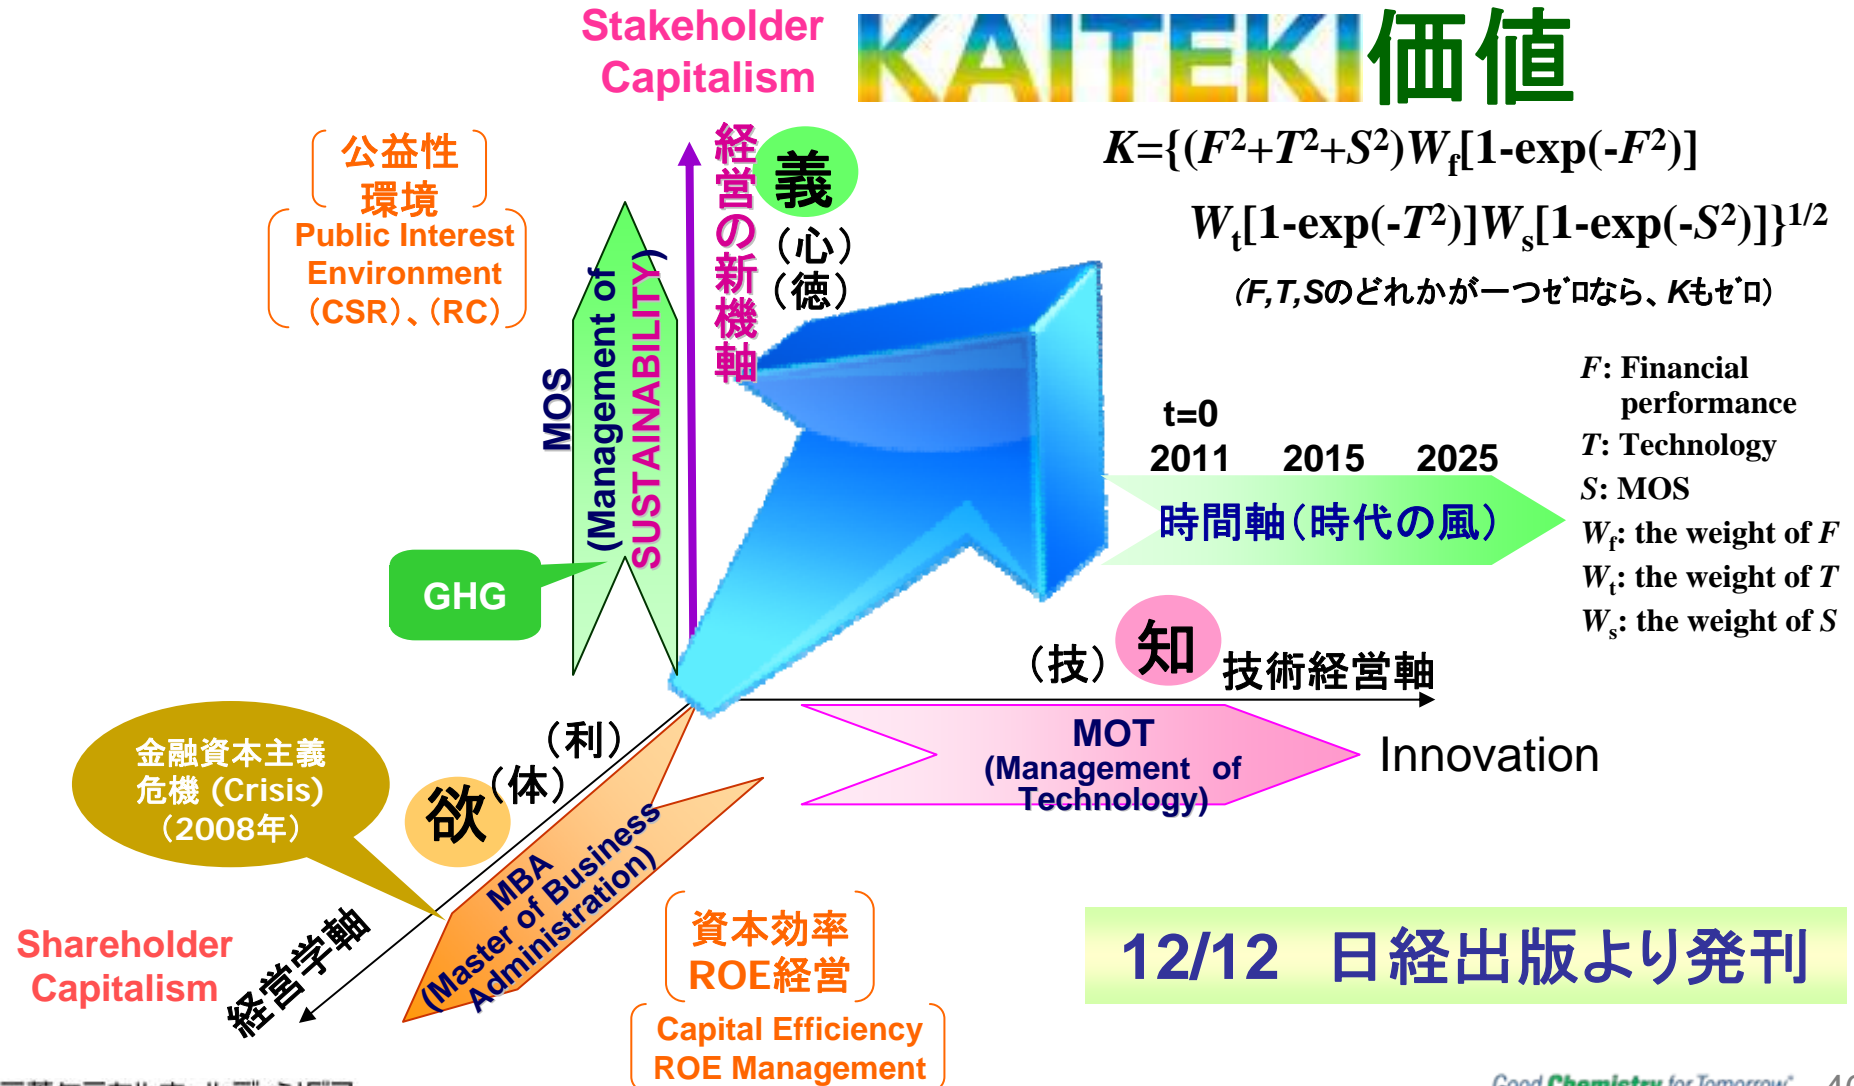 Stakeholder
Capitalism
KAITEKI価値
公益性
環境
Public Interest
Environment
（CSR）、（RC）
経営の新機軸
義
（心）
（徳）
K={(F²+T²+S²)W_f[1-exp(-F²)]
W_t[1-exp(-T²)]W_s[1-exp(-S²)]}^1/2
（F,T,Sのどれかが一つｾﾞﾛなら、Kもｾﾞﾛ）
MOS
(Management of
SUSTAINABILITY)
GHG
t=0
2011 2015 2025
時間軸（時代の風）
F: Financial
performance
T: Technology
S: MOS
W_f: the weight of F
W_t: the weight of T
W_s: the weight of S
（技）
知
技術経営軸
MOT
(Management of
Technology)
Innovation
金融資本主義
危機 (Crisis)
（2008年）
（利）
（体）
欲
MBA
(Master of Business
Administration)
Shareholder
Capitalism
経営学軸
資本効率
ROE経営
Capital Efficiency
ROE Management
12/12 日経出版より発刊
Good Chemistry for Tomorrow